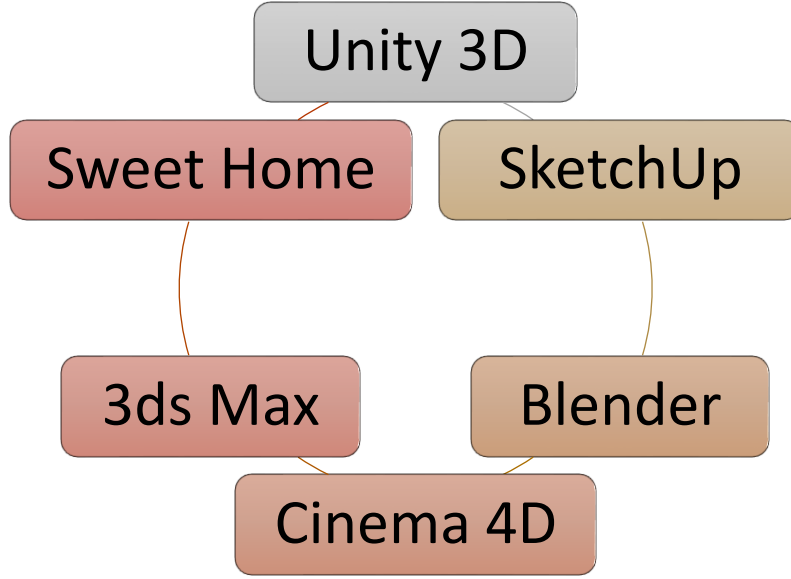 Unity 3D
Sweet Home
SketchUp
3ds Max
Blender
Cinema 4D